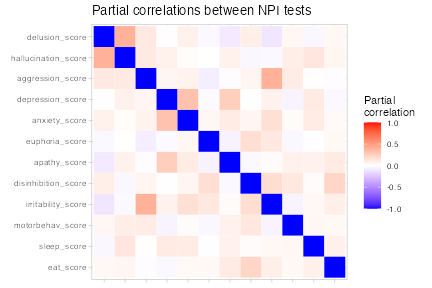 Partial correlations between NPI tests
delusion_score
hallucination_score
aggression_score
depression_score
anxiety_score
euphoria_score
apathy_score
disinhibition_score
irritability_score
motorbehav_score
sleep_score
eat_score
Partial
correlation
1.0
0.5
0.0
-0.5
-1.0